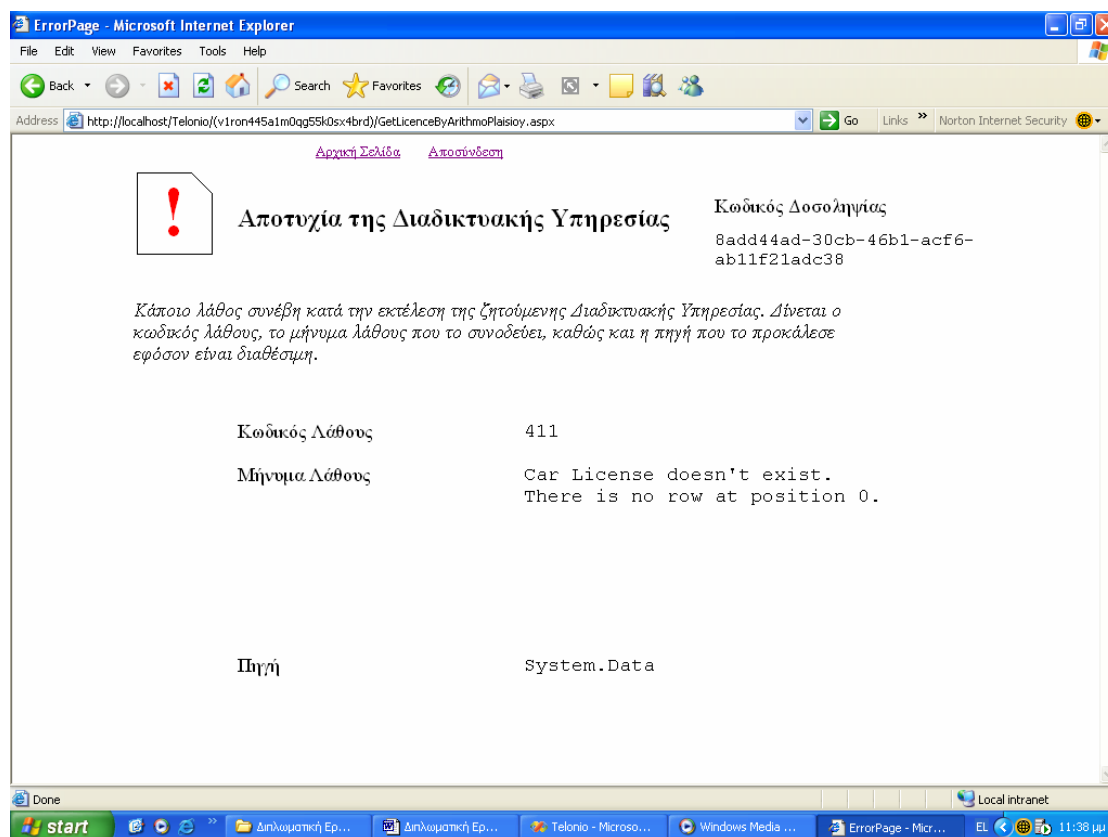 ErrorPage - Microsoft Internet Explorer
File Edit View Favorites Tools Help
Back Search Favorites
Address http://localhost/Telonio/(v1ron445a1m0qg55k0sx4brd)/GetLicenceByArithmoPlaisioy.aspx Go Links » Norton Internet Security
Αρχική Σελίδα Αποσύνδεση
!
Αποτυχία της Διαδικτυακής Υπηρεσίας
Κωδικός Δοσοληψίας
8add44ad-30cb-46b1-acf6-
ab11f21adc38
Κάποιο λάθος συνέβη κατά την εκτέλεση της ζητούμενης Διαδικτυακής Υπηρεσίας. Δίνεται ο
κωδικός λάθους, το μήνυμα λάθους που το συνοδεύει, καθώς και η πηγή που το προκάλεσε
εφόσον είναι διαθέσιμη.
Κωδικός Λάθους 411
Μήνυμα Λάθους Car License doesn't exist.
There is no row at position 0.
Πηγή System.Data
Done Local intranet
start » Διπλωματική Ερ... Διπλωματική Ερ... Telonio - Microso... Windows Media ... ErrorPage - Micr... EL 11:38 μμ